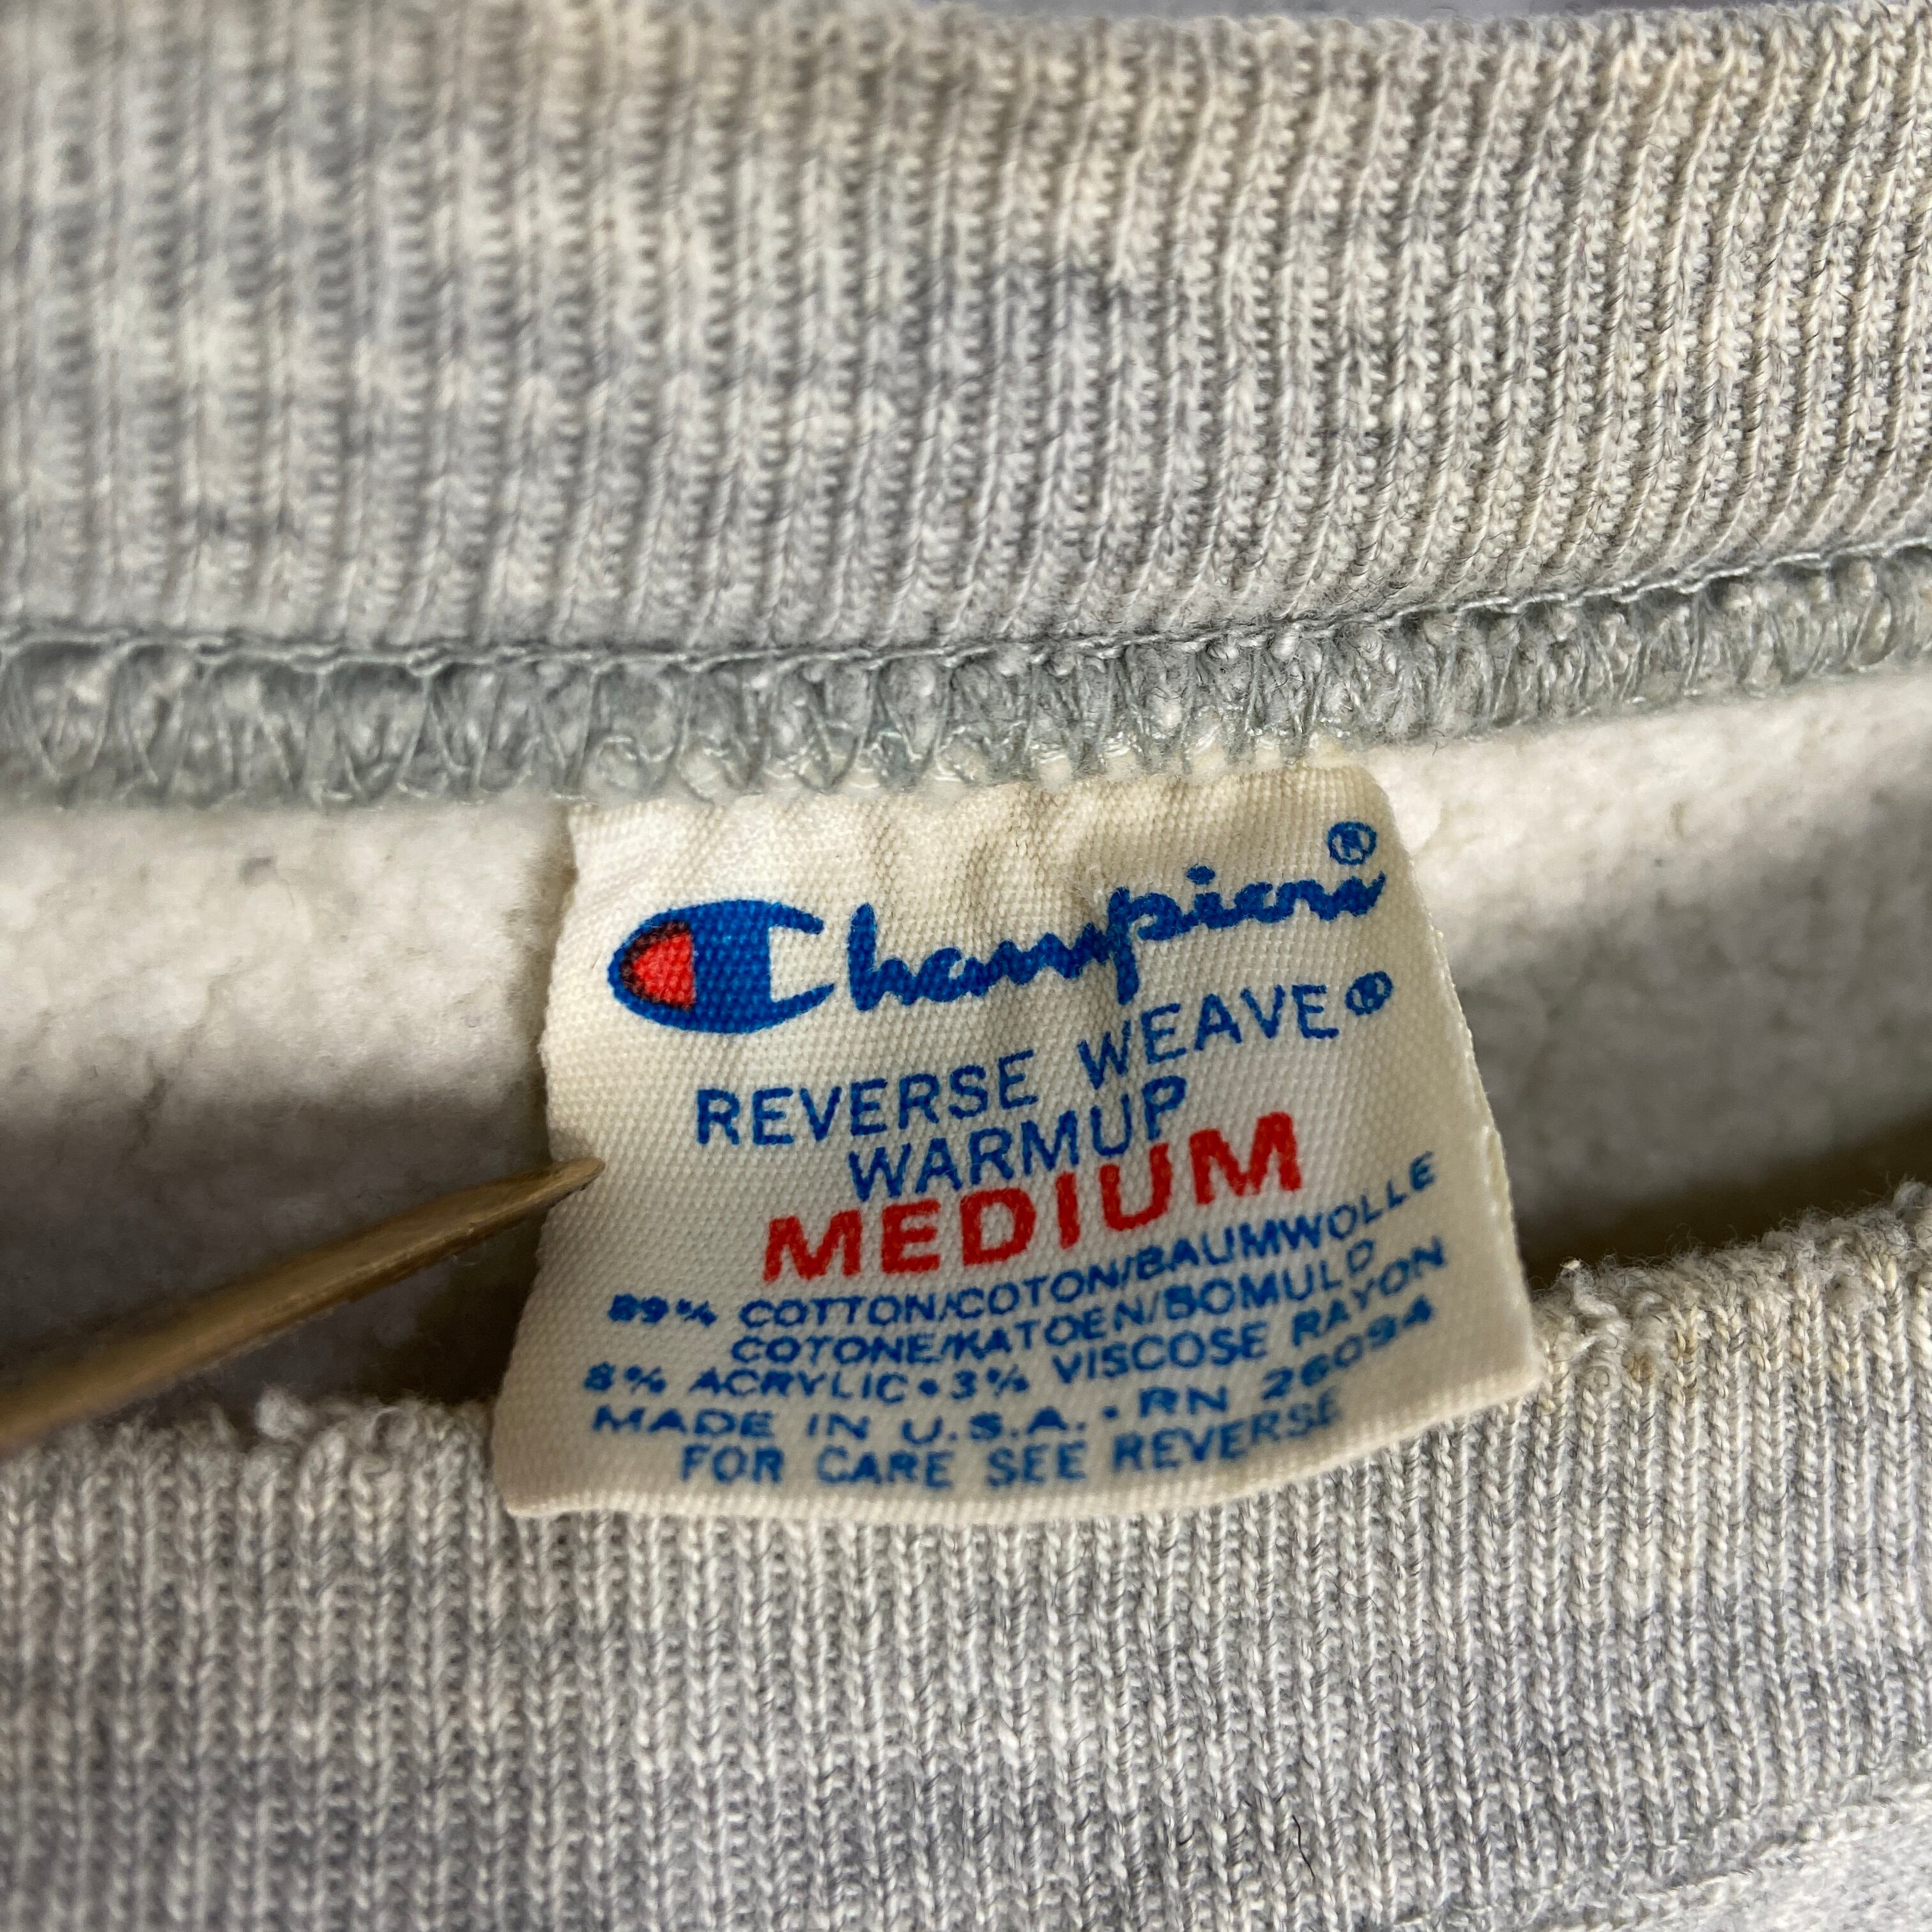 Champion®
REVERSE WEAVE®
WARMUP
MEDIUM
89% COTTON/COTON/BAUMWOLLE
COTONE/KATOEN/BOMULD
8% ACRYLIC • 3% VISCOSE RAYON
MADE IN U.S.A. • RN 26094
FOR CARE SEE REVERSE